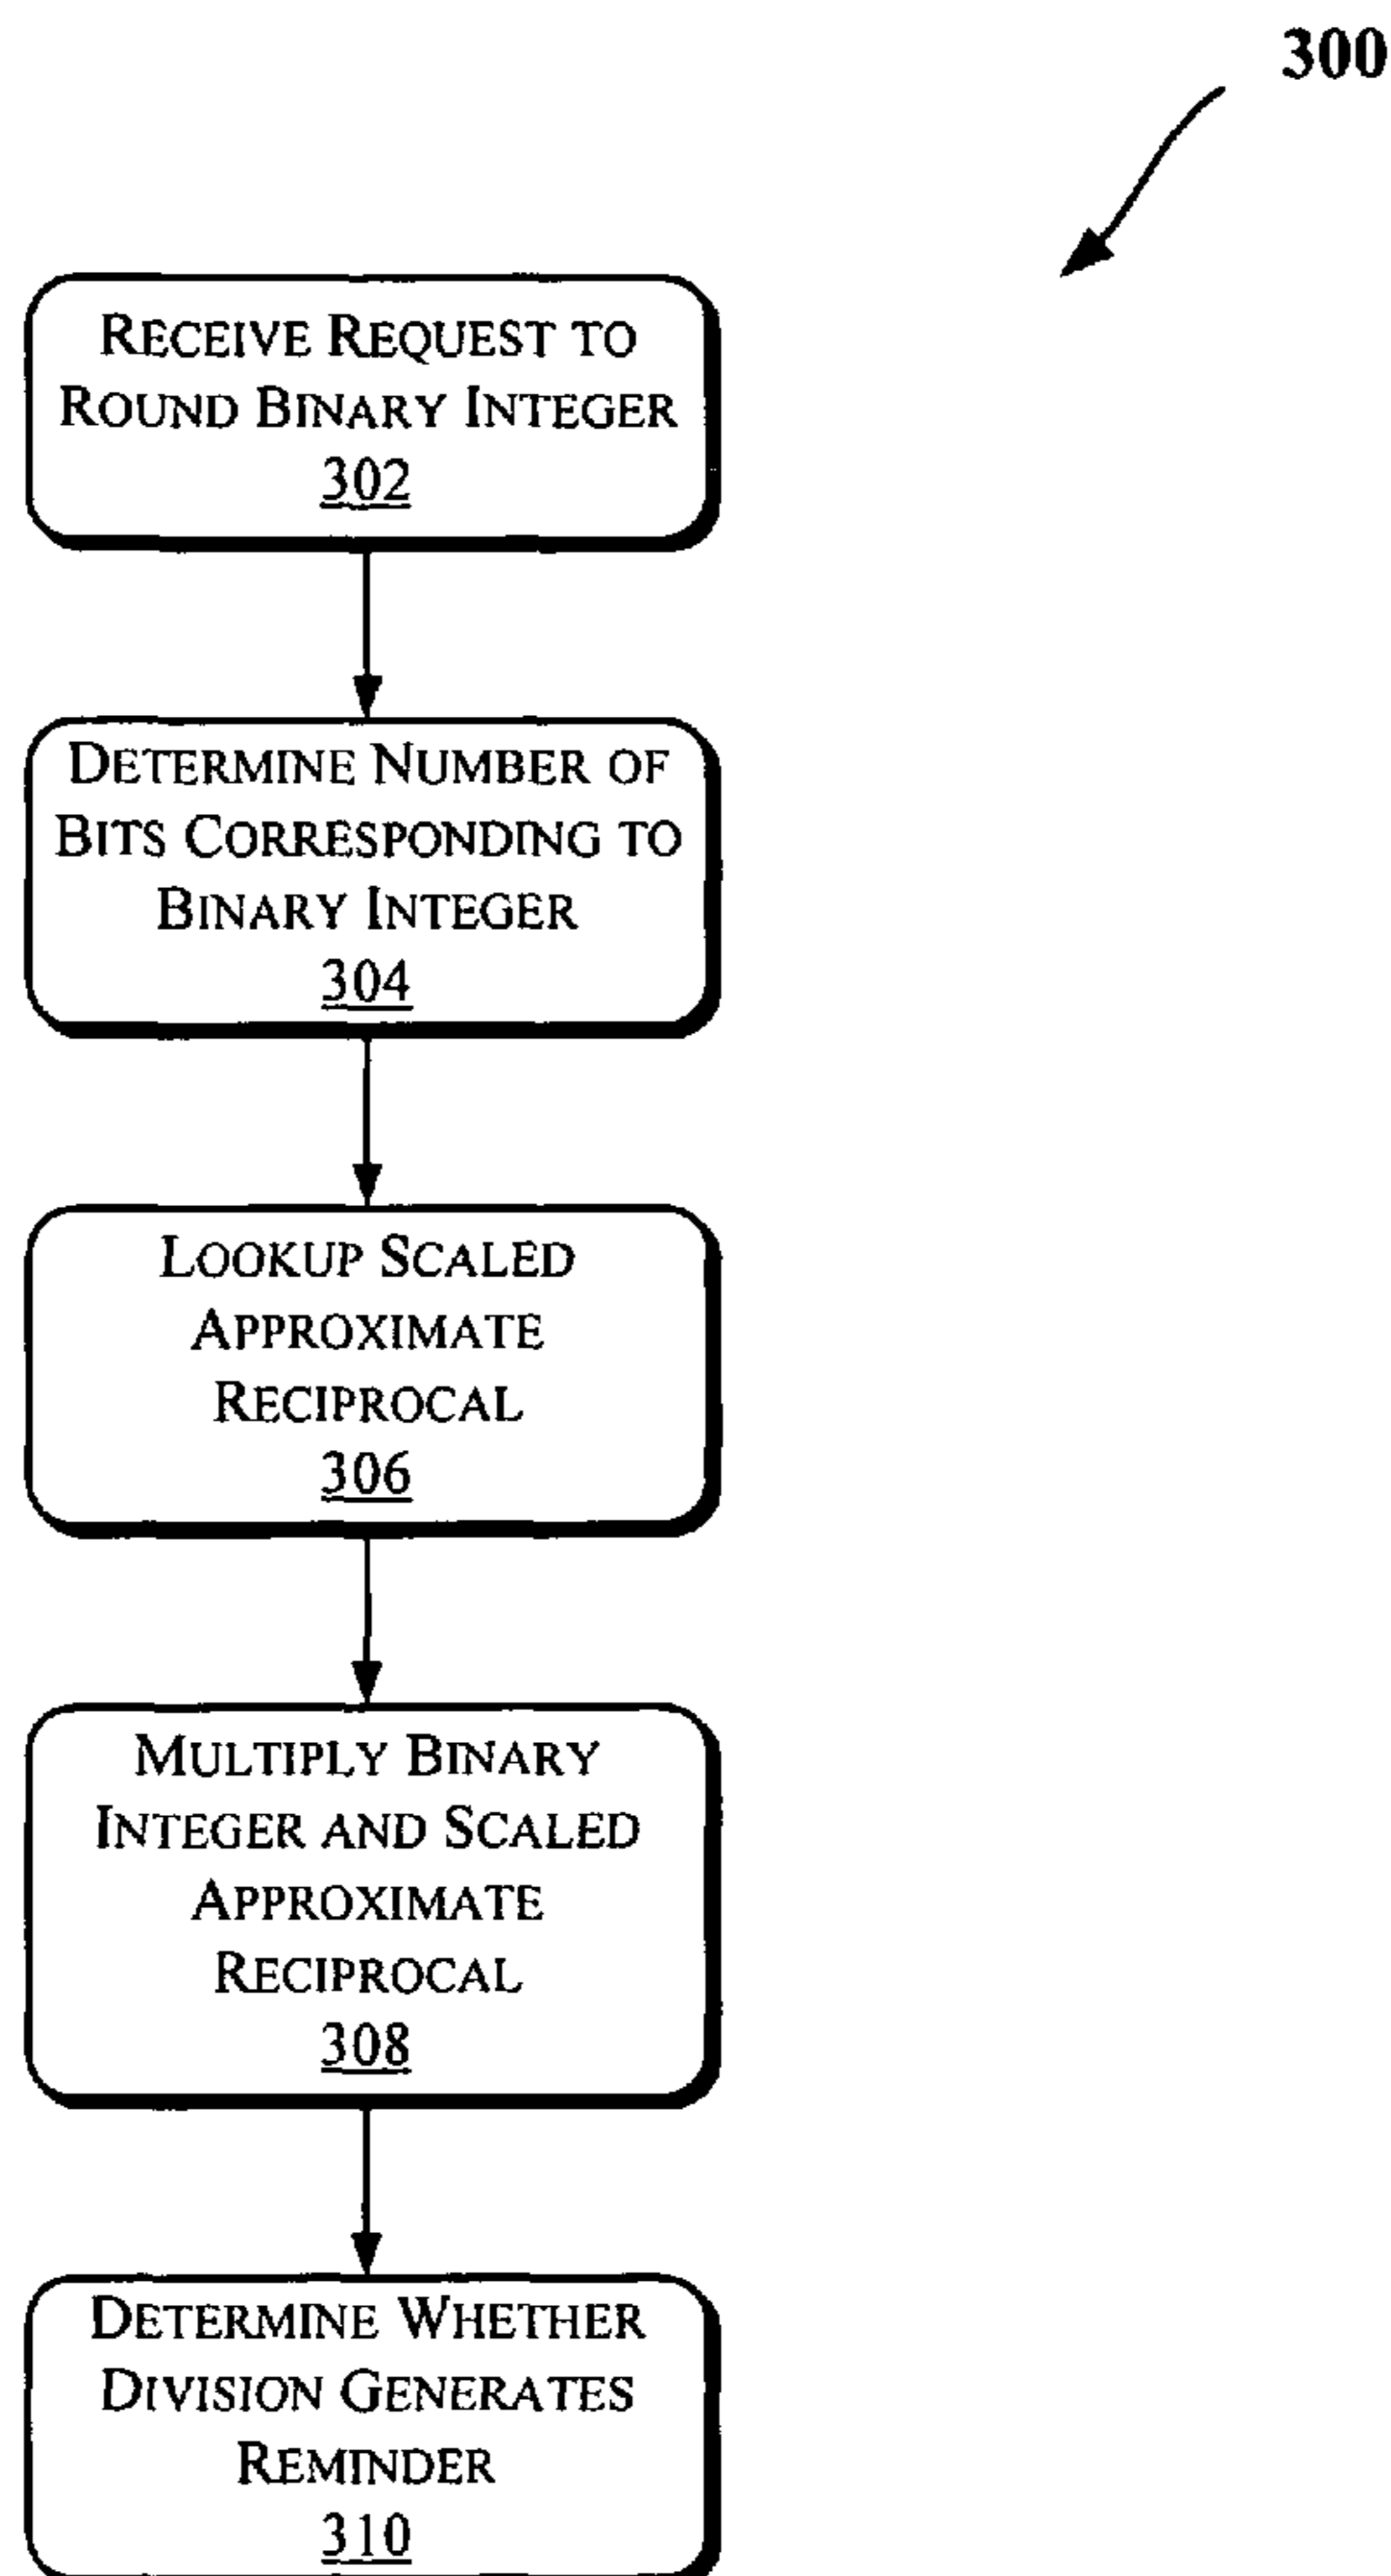 300
RECEIVE REQUEST TO
ROUND BINARY INTEGER
302
DETERMINE NUMBER OF
BITS CORRESPONDING TO
BINARY INTEGER
304
LOOKUP SCALED
APPROXIMATE
RECIPROCAL
306
MULTIPLY BINARY
INTEGER AND SCALED
APPROXIMATE
RECIPROCAL
308
DETERMINE WHETHER
DIVISION GENERATES
REMINDER
310